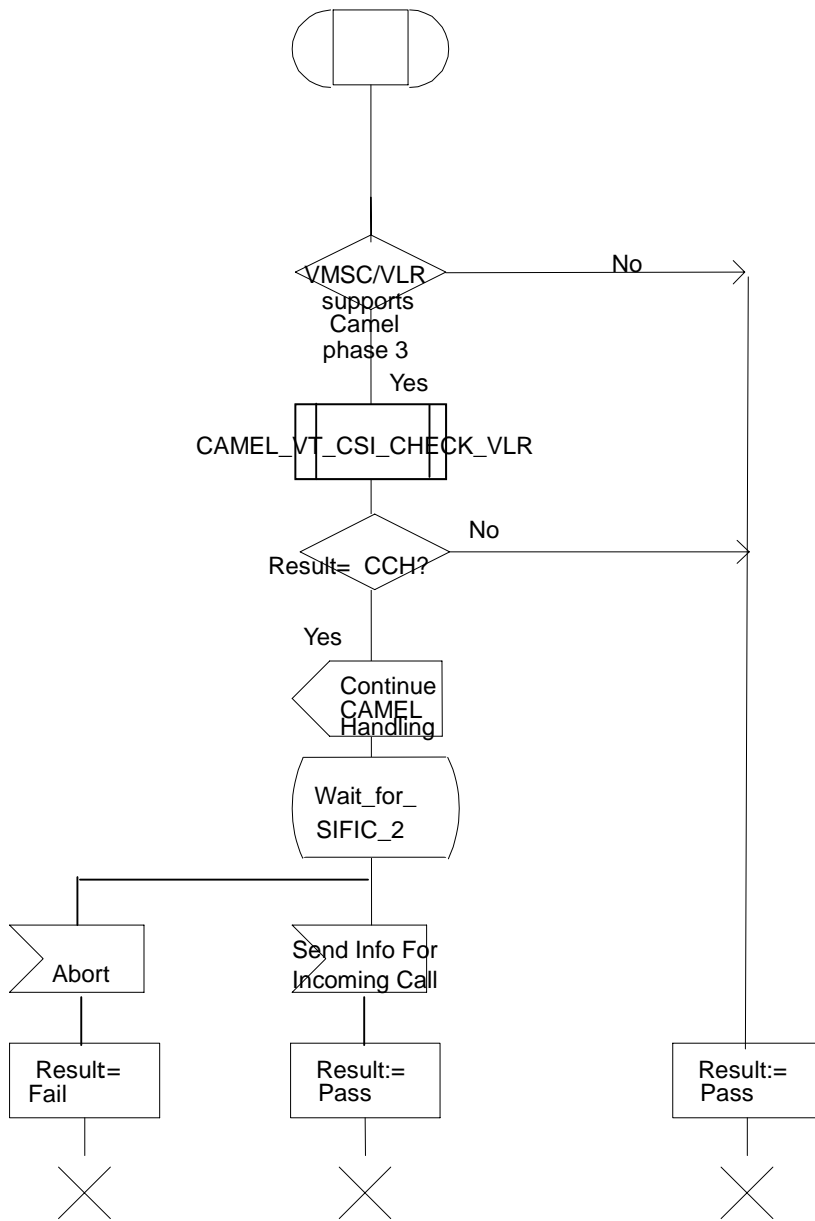 No
VMSC/VLR
supports
Camel
phase 3
Yes
CAMEL_VT_CSI_CHECK_VLR
No
Result= CCH?
Yes
Continue
CAMEL
Handling
Wait_for_
SIFIC_2
Abort
Send Info For
Incoming Call
Result=
Fail
Result:=
Pass
Result:=
Pass